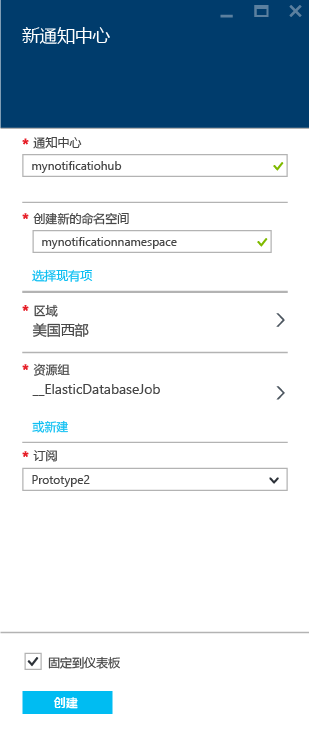 新通知中心
* 通知中心
mynotificatiohub
* 创建新的命名空间
mynotificationnamespace
选择现有项
* 区域
美国西部
* 资源组
__ElasticDatabaseJob
或新建
* 订阅
Prototype2
固定到仪表板
创建